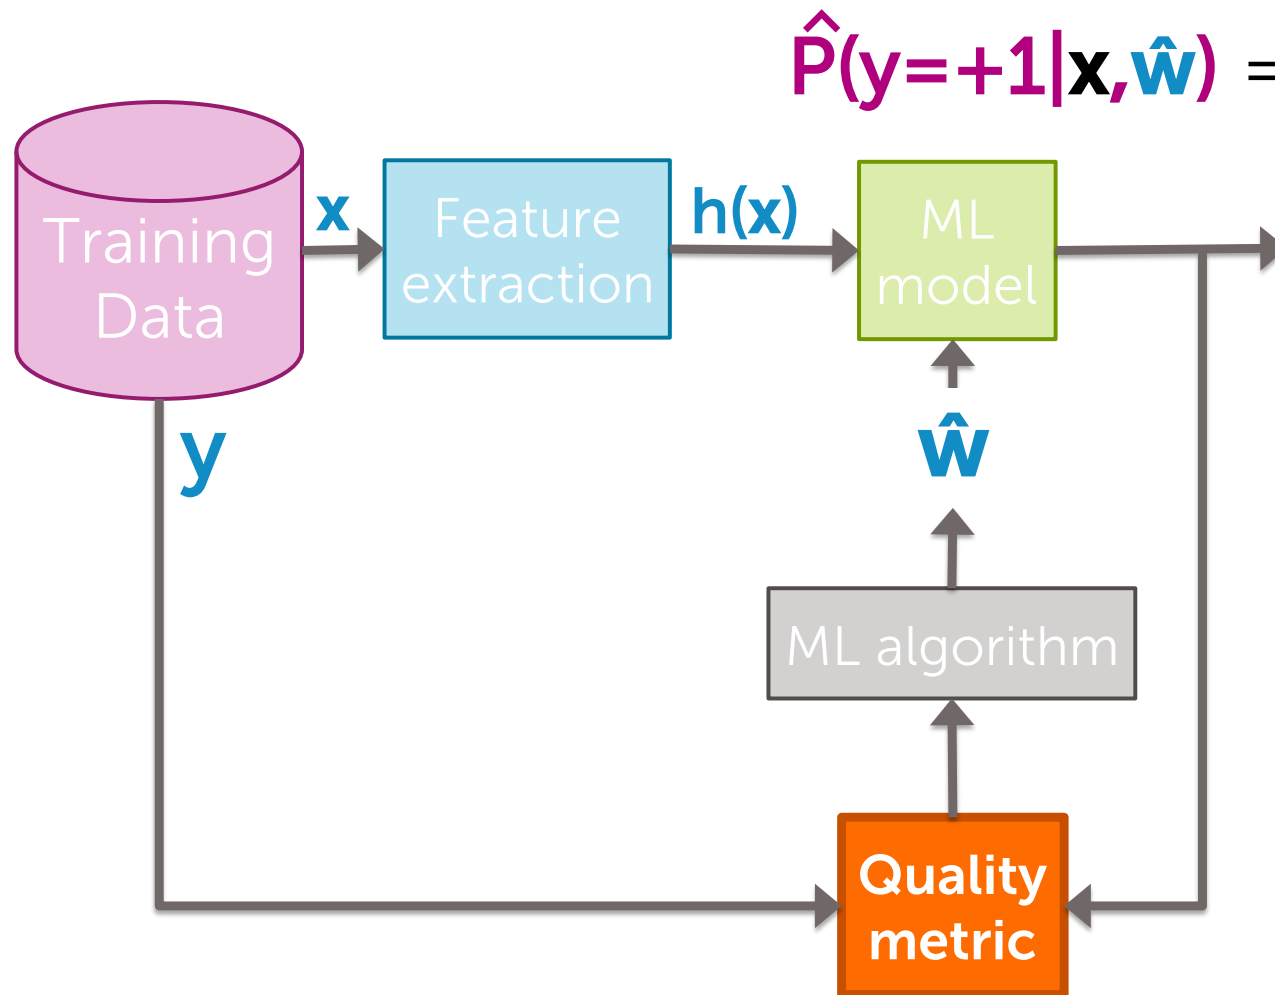 P̂(y=+1|x,ŵ) =
x
h(x)
Training
Data
Feature
extraction
ML
model
y
ŵ
ML algorithm
Quality
metric